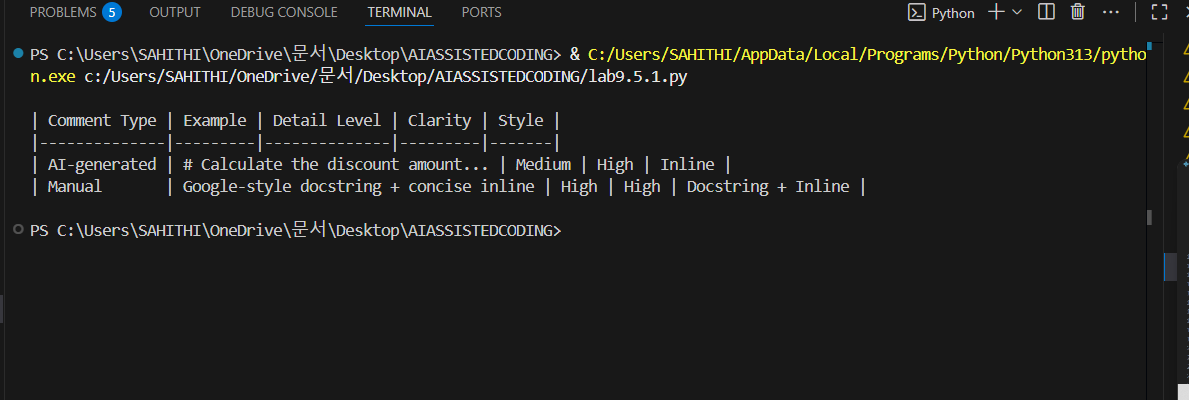 PROBLEMS 5 OUTPUT DEBUG CONSOLE TERMINAL PORTS Python
PS C:\Users\SAHITHI\OneDrive\문서\Desktop\AIASSISTEDCODING> & C:/Users/SAHITHI/AppData/Local/Programs/Python/Python313/pytho
n.exe c:/Users/SAHITHI/OneDrive/문서/Desktop/AIASSISTEDCODING/lab9.5.1.py
| Comment Type | Example | Detail Level | Clarity | Style |
|--------------|---------|--------------|---------|-------|
| AI-generated | # Calculate the discount amount... | Medium | High | Inline |
| Manual       | Google-style docstring + concise inline | High | High | Docstring + Inline |
PS C:\Users\SAHITHI\OneDrive\문서\Desktop\AIASSISTEDCODING>